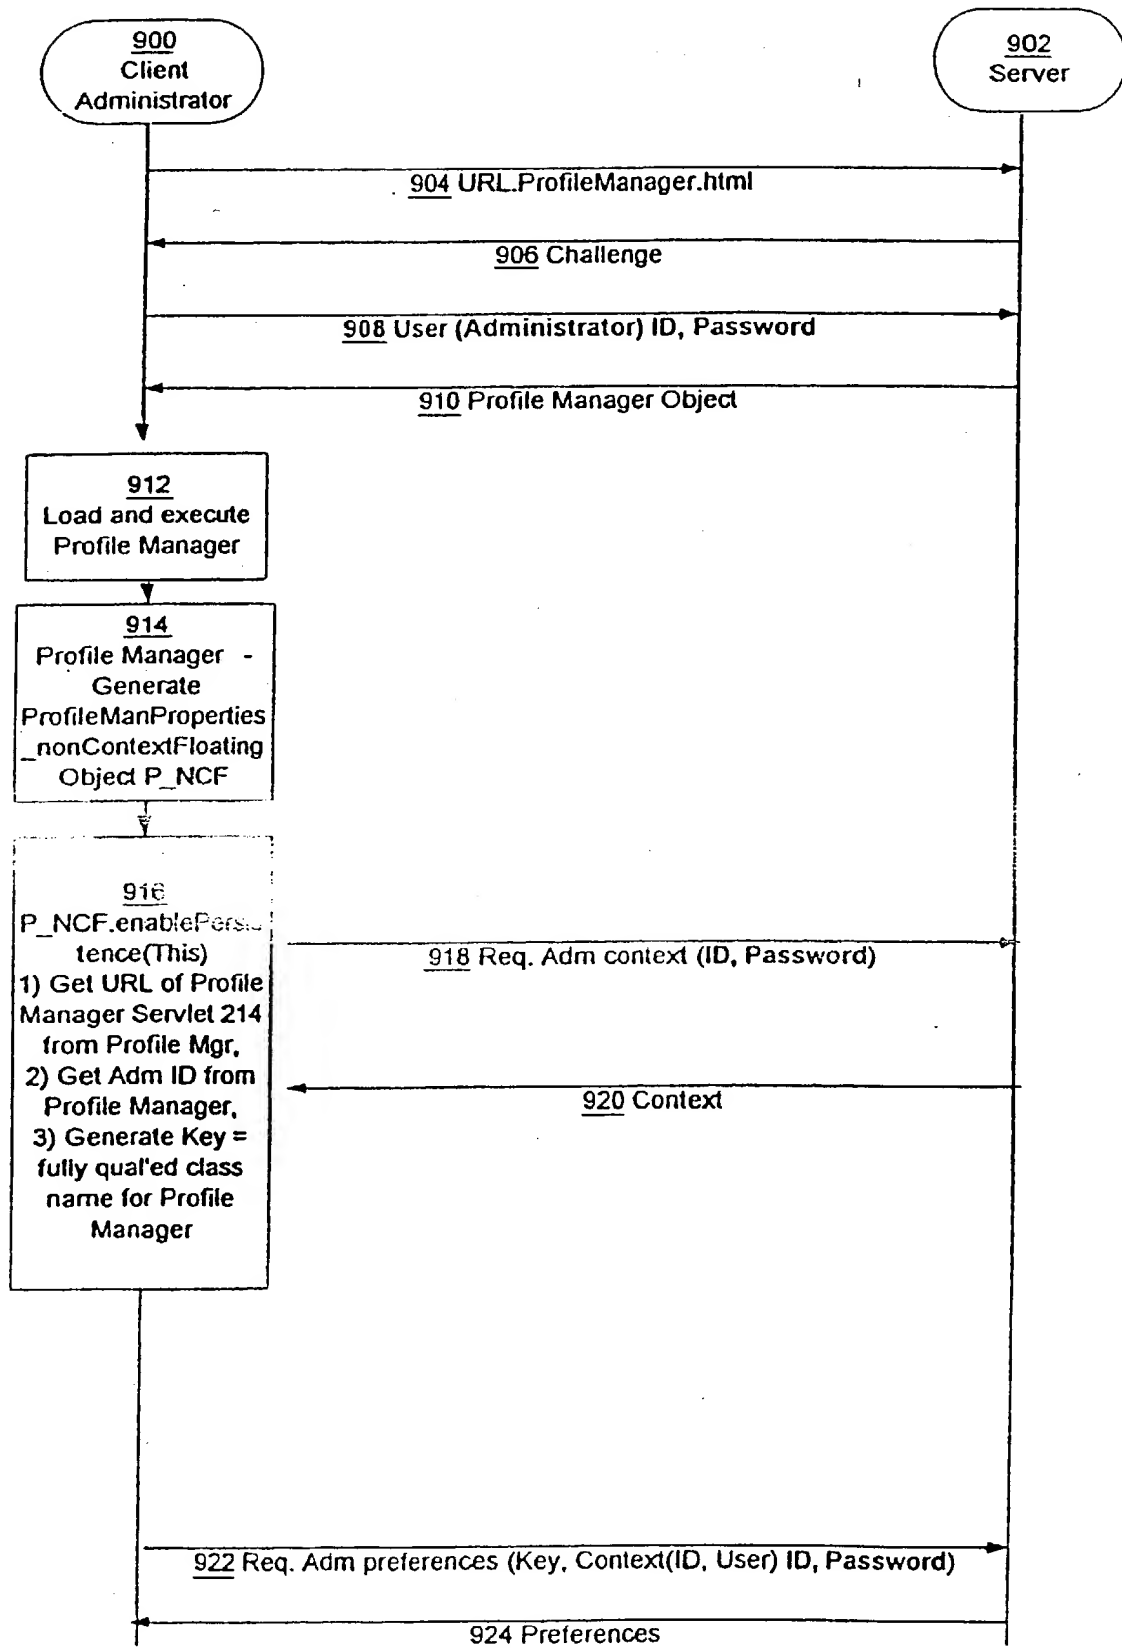 900
Client
Administrator
902
Server
904 URL.ProfileManager.html
906 Challenge
908 User (Administrator) ID, Password
910 Profile Manager Object
912
Load and execute
Profile Manager
914
Profile Manager -
Generate
ProfileManProperties
_nonContextFloating
Object P_NCF
916
P_NCF.enablePersis
tence(This)
1) Get URL of Profile
Manager Servlet 214
from Profile Mgr,
2) Get Adm ID from
Profile Manager,
3) Generate Key =
fully qual'ed class
name for Profile
Manager
918 Req. Adm context (ID, Password)
920 Context
922 Req. Adm preferences (Key, Context(ID, User) ID, Password)
924 Preferences